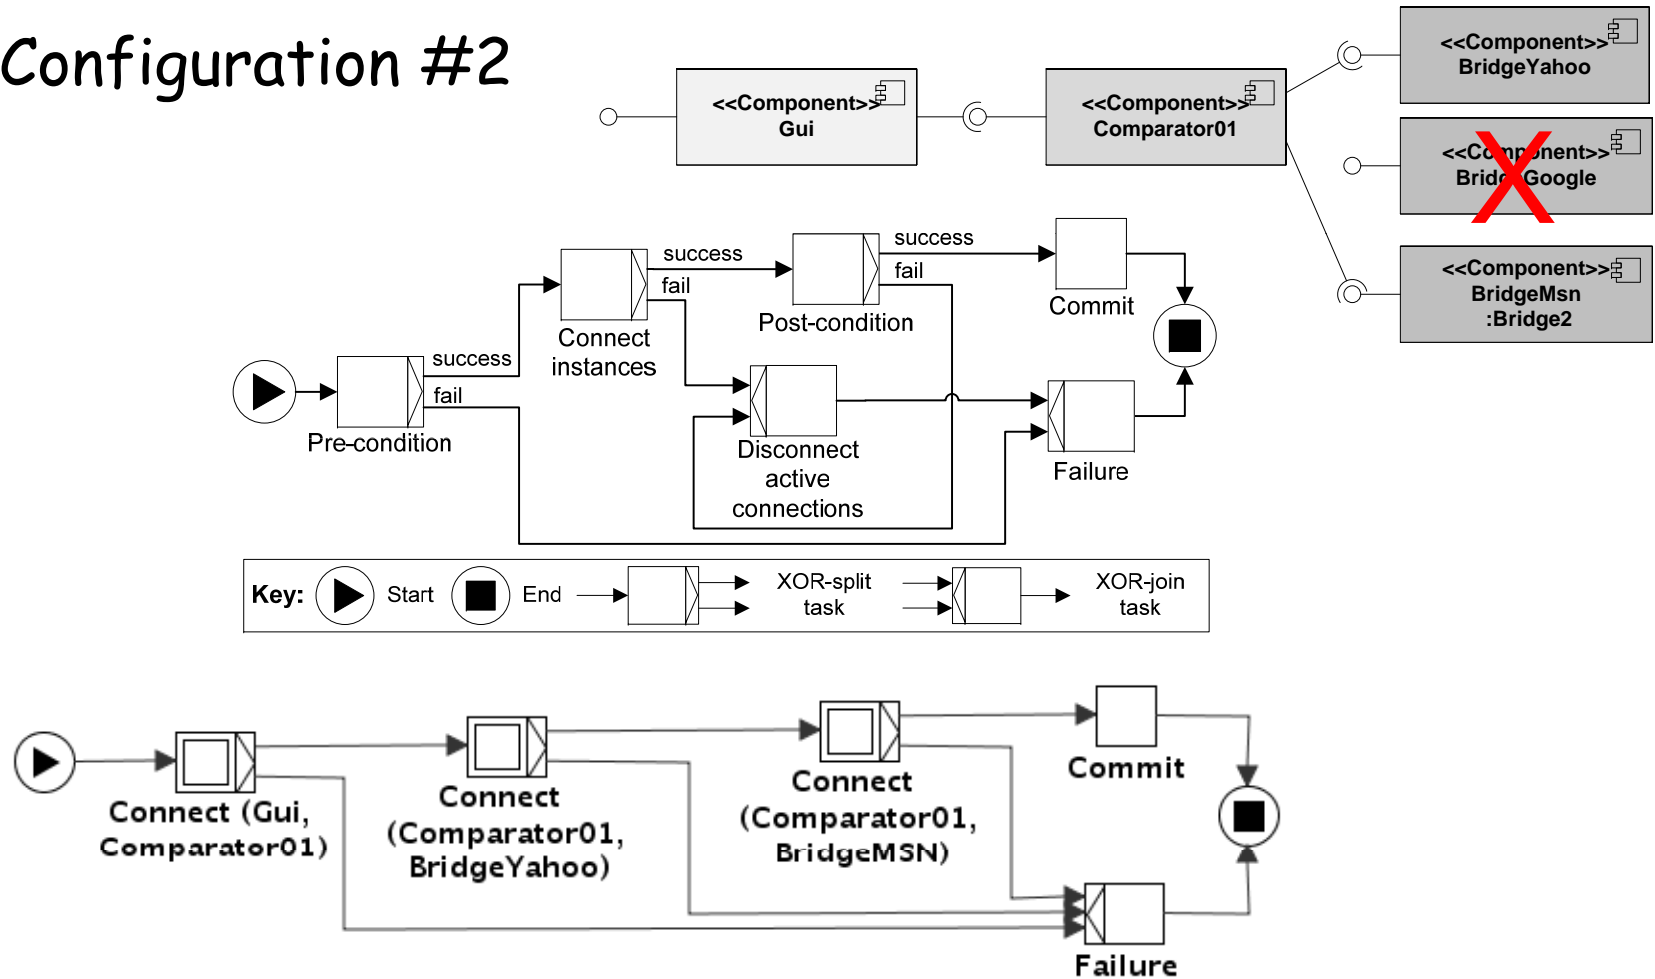 Configuration #2
<<Component>>
Gui
<<Component>>
Comparator01
<<Component>>
BridgeYahoo
<<Component>>
BridgeGoogle
X
<<Component>>
BridgeMsn
:Bridge2
success
fail
Connect
instances
success
fail
Post-condition
Commit
success
fail
Pre-condition
Disconnect
active
connections
Failure
Key:
Start
End
XOR-split
task
XOR-join
task
Connect (Gui,
Comparator01)
Connect
(Comparator01,
BridgeYahoo)
Connect
(Comparator01,
BridgeMSN)
Commit
Failure